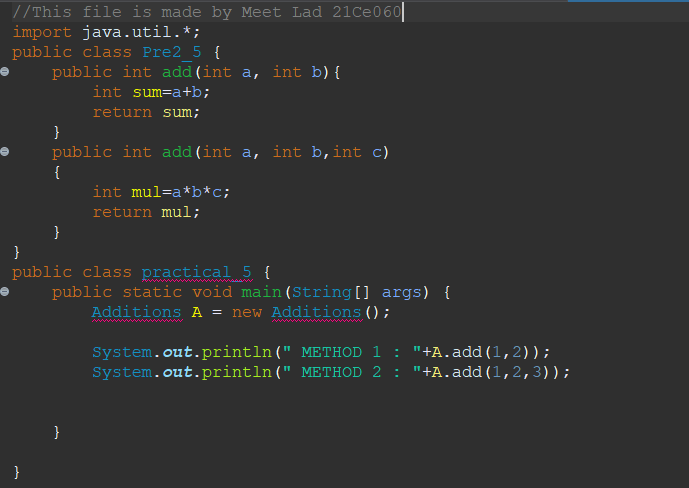 //This file is made by Meet Lad 21Ce060
import java.util.*;
public class Pre2_5 {
    public int add(int a, int b){
        int sum=a+b;
        return sum;
    }
    public int add(int a, int b,int c)
    {
        int mul=a*b*c;
        return mul;
    }
}
public class practical_5 {
    public static void main(String[] args) {
        Additions A = new Additions();
        System.out.println(" METHOD 1 : "+A.add(1,2));
        System.out.println(" METHOD 2 : "+A.add(1,2,3));
    }
}